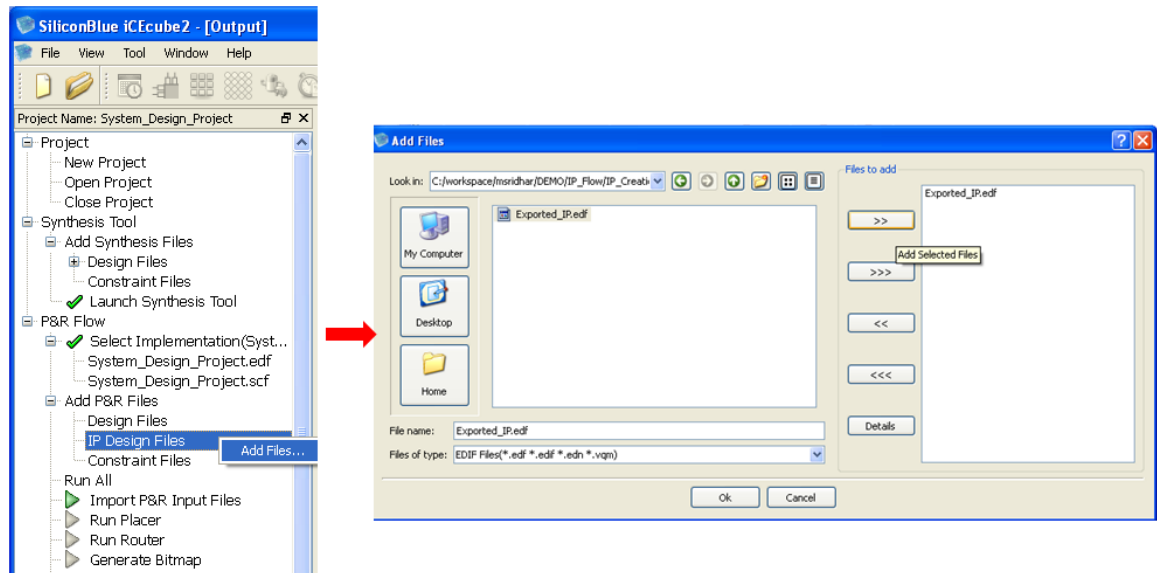 SiliconBlue iCEcube2 - [Output]
File View Tool Window Help
Project Name: System_Design_Project
Project
New Project
Open Project
Close Project
Synthesis Tool
Add Synthesis Files
Design Files
Constraint Files
Launch Synthesis Tool
P&R Flow
Select Implementation(Syst...
System_Design_Project.edf
System_Design_Project.scf
Add P&R Files
Design Files
IP Design Files
Add Files...
Constraint Files
Run All
Import P&R Input Files
Run Placer
Run Router
Generate Bitmap
Add Files
Look in: C:/workspace/msridhar/DEMO/IP_Flow/IP_Creati
My Computer
Desktop
Home
Exported_IP.edf
File name: Exported_IP.edf
Files of type: EDIF Files(*.edf *.edf *.edn *.vqm)
Files to add
>>
Add Selected Files
>>>
<<
<<<
Details
Exported_IP.edf
Ok Cancel